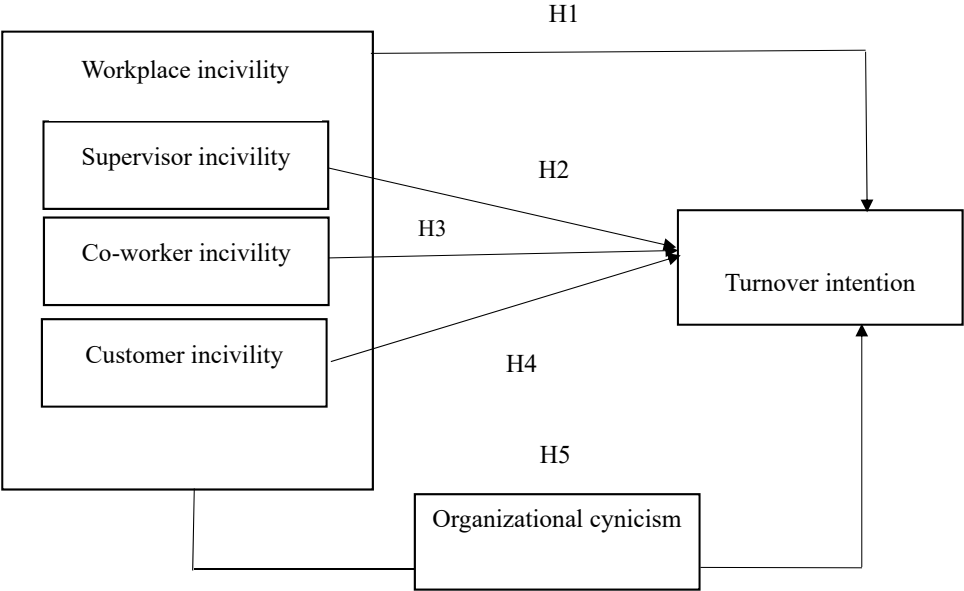 H1
Workplace incivility
Supervisor incivility
H2
H3
Co-worker incivility
Turnover intention
Customer incivility
H4
H5
Organizational cynicism